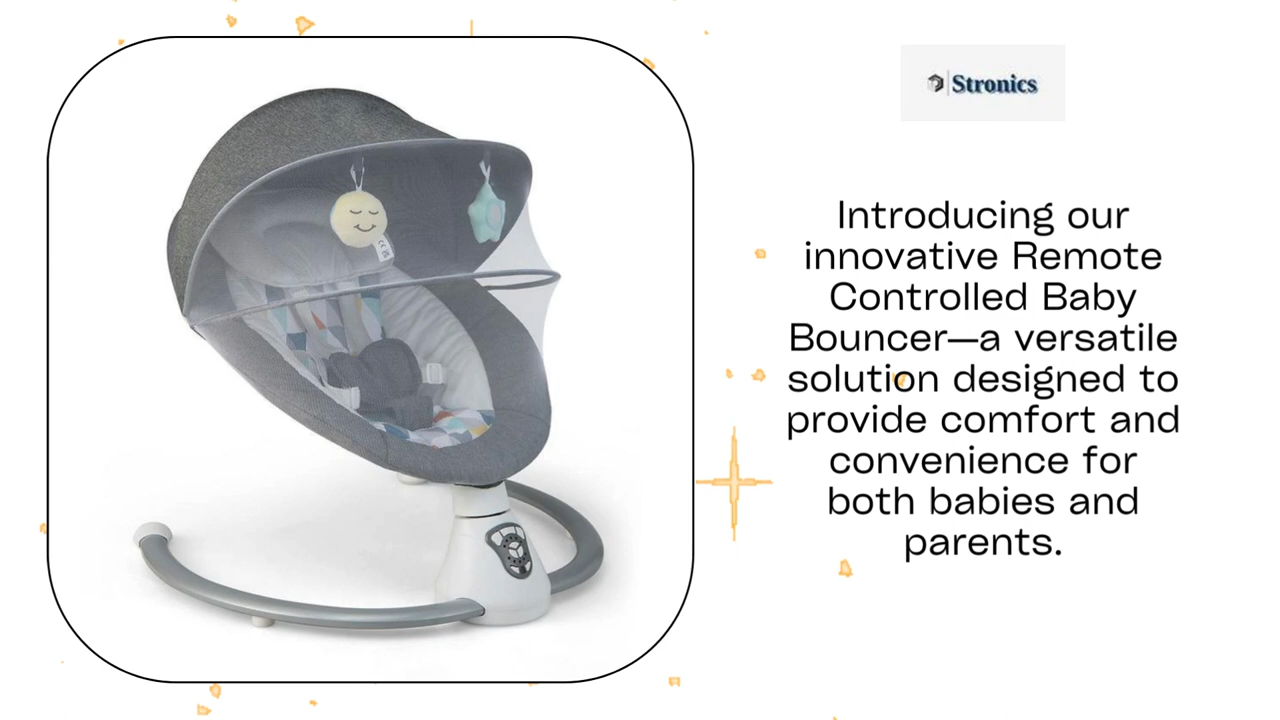 Stronics
Introducing our
innovative Remote
Controlled Baby
Bouncer—a versatile
solution designed to
provide comfort and
convenience for
both babies and
parents.